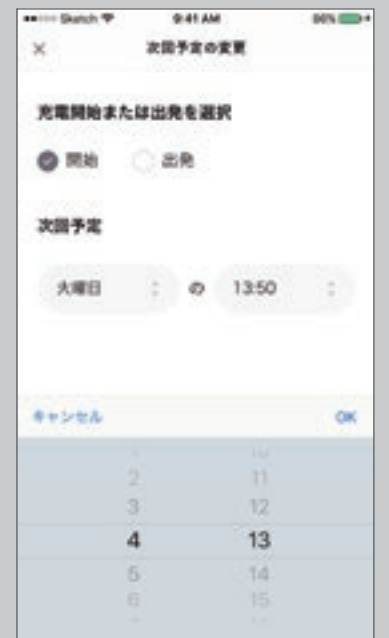 Sketch 9:41 AM
次回予定の変更
充電開始または出発を選択
開始 出発
次回予定
火曜日 の 13:50
キャンセル OK
2 11
3 12
4 13
5 14
6 15